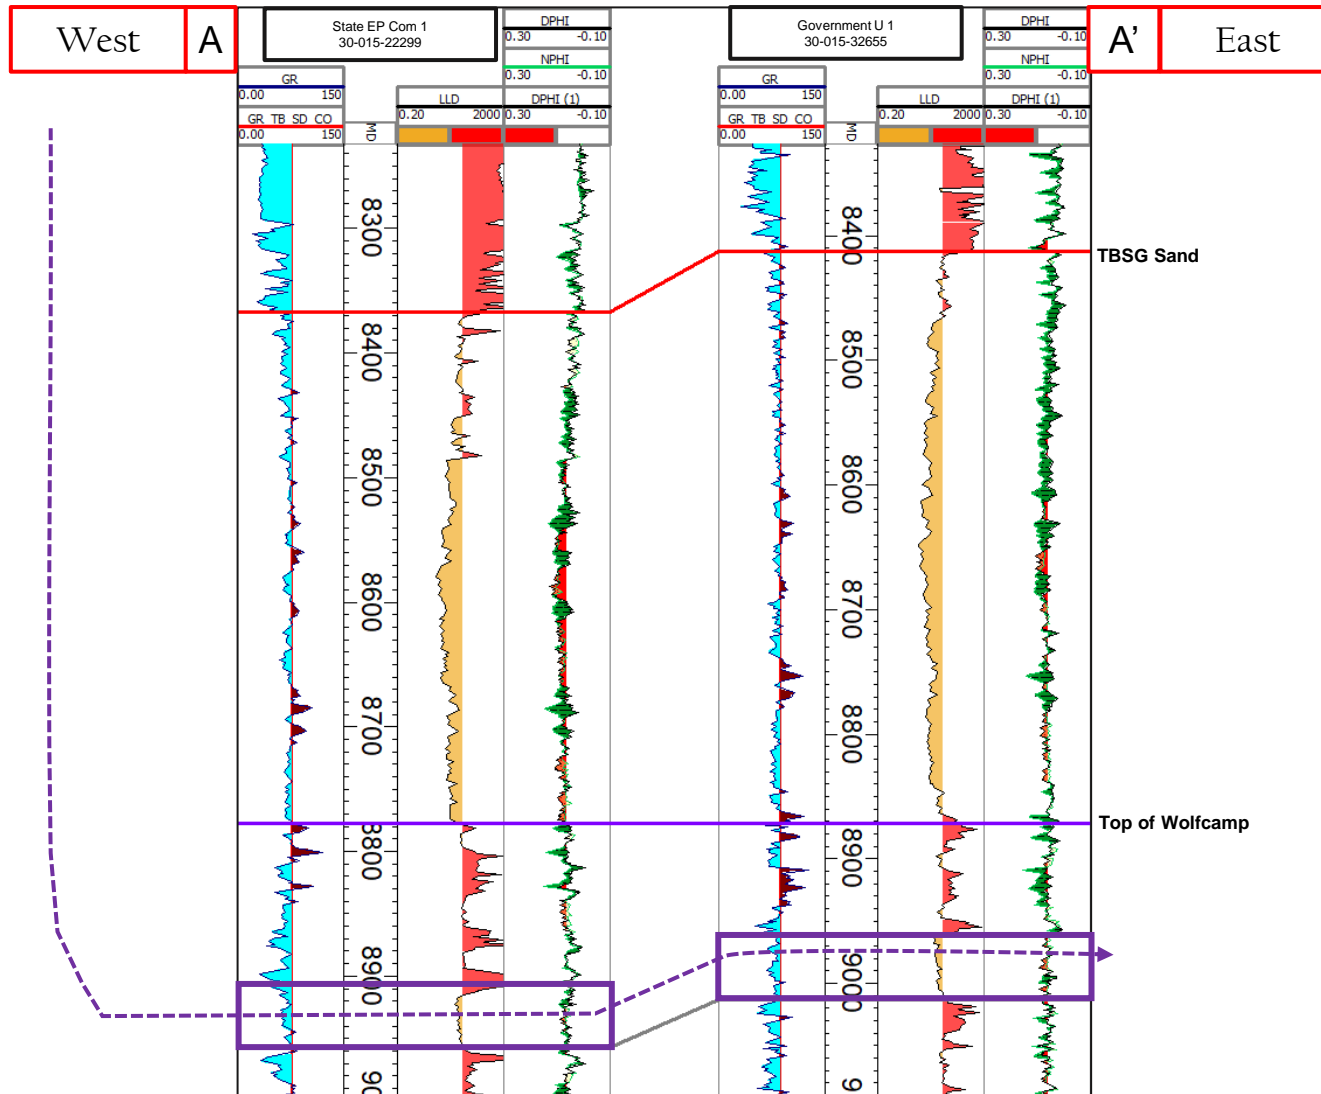 West
A
State EP Com 1
30-015-22299
DPHI
0.30 -0.10
NPHI
0.30 -0.10
GR
0.00 150
LLD
0.20 2000
DPHI (1)
0.30 -0.10
GR TB SD CO
0.00 150
MD
8300
8400
8500
8600
8700
8800
8900
90
Government U 1
30-015-32655
DPHI
0.30 -0.10
NPHI
0.30 -0.10
GR
0.00 150
LLD
0.20 2000
DPHI (1)
0.30 -0.10
GR TB SD CO
0.00 150
MD
8400
8500
8600
8700
8800
8900
9000
9
A'
East
TBSG Sand
Top of Wolfcamp